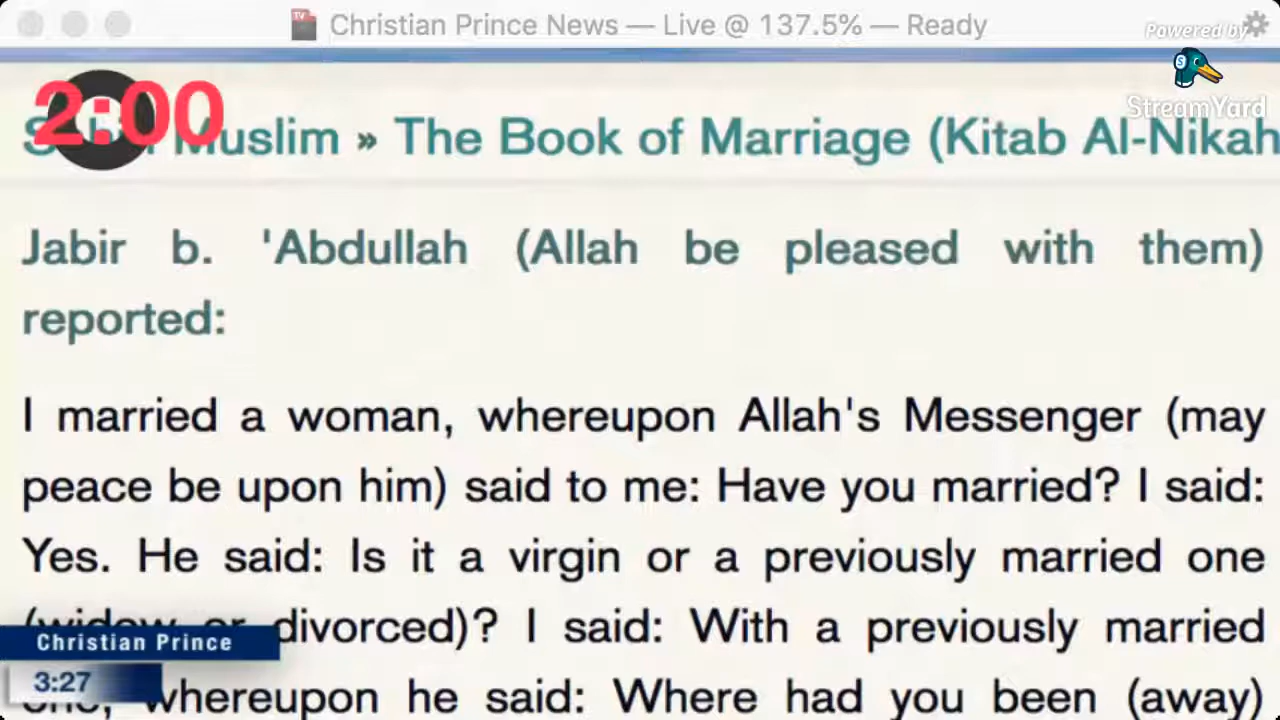 Christian Prince News — Live @ 137.5% — Ready
Powered by
StreamYard
2:00
Muslim » The Book of Marriage (Kitab Al-Nikah
Jabir b. 'Abdullah (Allah be pleased with them)
reported:
I married a woman, whereupon Allah's Messenger (may
peace be upon him) said to me: Have you married? I said:
Yes. He said: Is it a virgin or a previously married one
(widow or divorced)? I said: With a previously married
one, whereupon he said: Where had you been (away)
Christian Prince
3:27